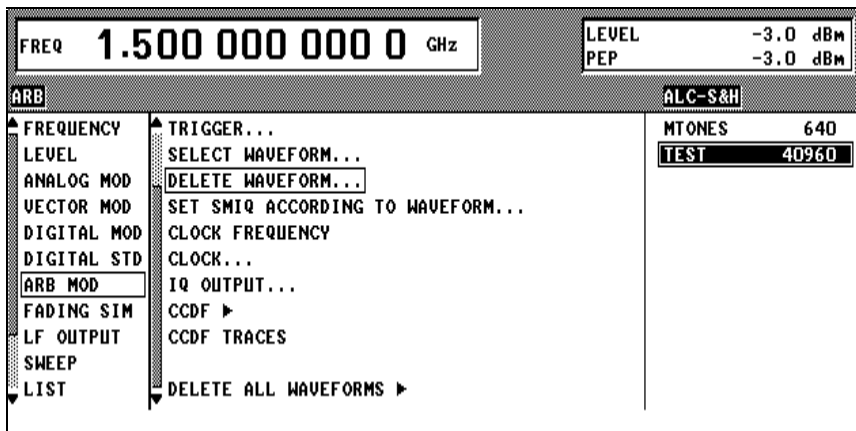 FREQ 1.500 000 000 0 GHz
LEVEL -3.0 dBm
PEP -3.0 dBm
ARB
ALC-S&H
FREQUENCY
LEVEL
ANALOG MOD
VECTOR MOD
DIGITAL MOD
DIGITAL STD
ARB MOD
FADING SIM
LF OUTPUT
SWEEP
LIST
TRIGGER...
SELECT WAVEFORM...
DELETE WAVEFORM...
SET SMIQ ACCORDING TO WAVEFORM...
CLOCK FREQUENCY
CLOCK...
IQ OUTPUT...
CCDF ▶
CCDF TRACES
DELETE ALL WAVEFORMS ▶
MTONES 640
TEST 40960